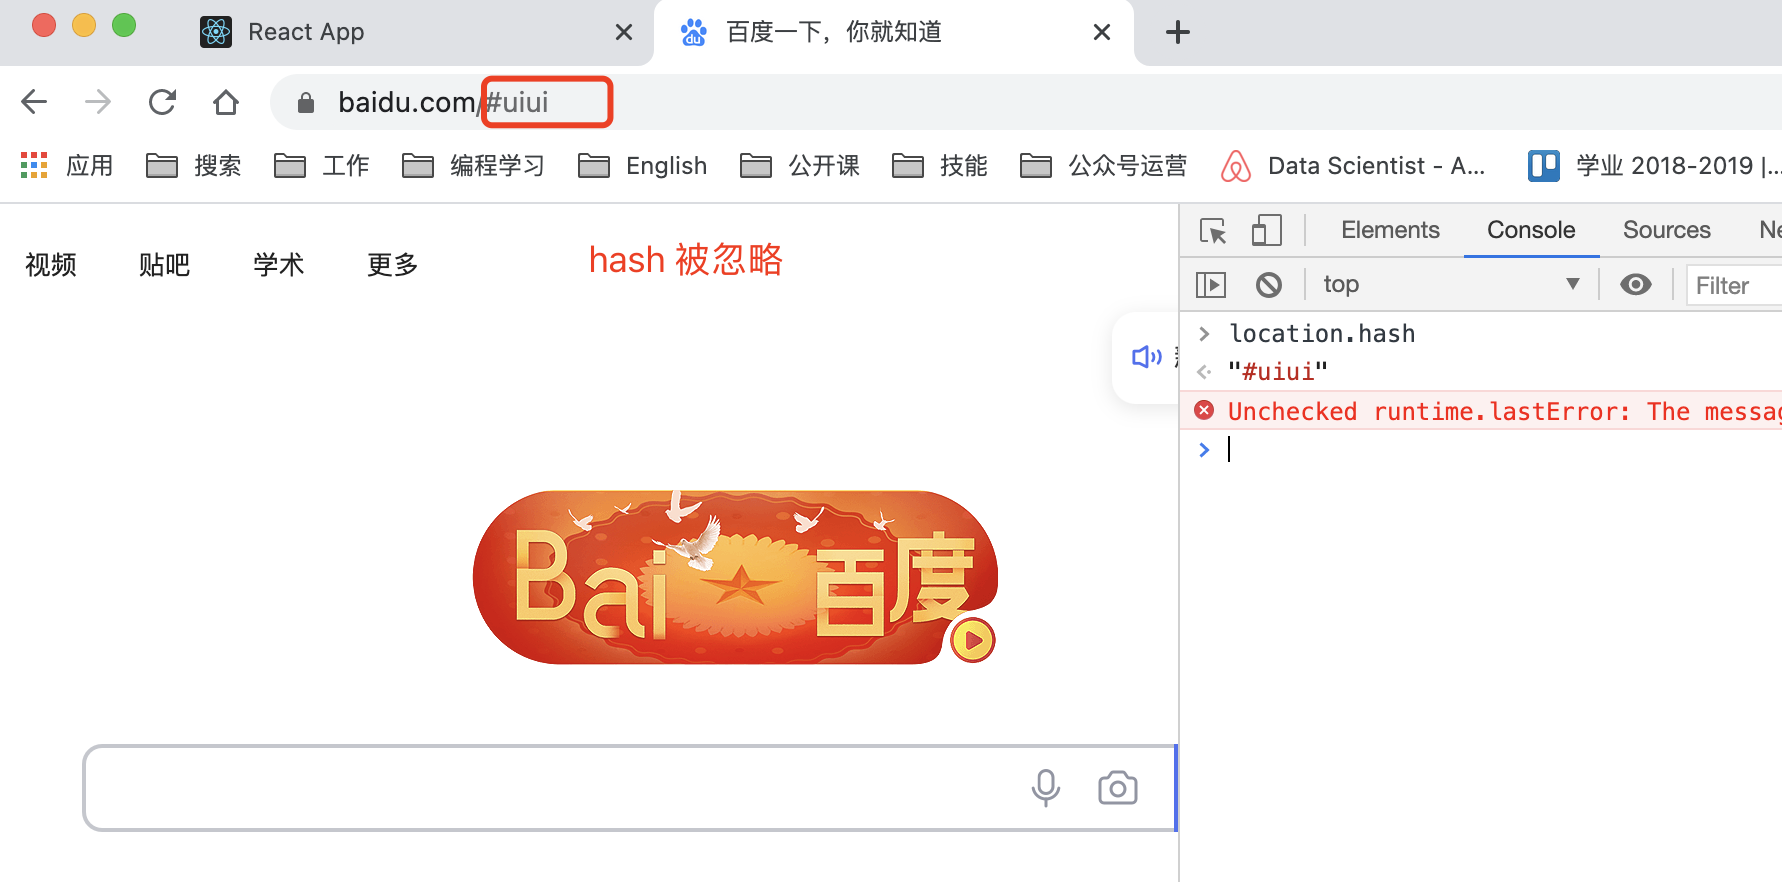 React App
百度一下，你就知道
baidu.com/#uiui
应用 搜索 工作 编程学习 English 公开课 技能 公众号运营 Data Scientist - A... 学业 2018-2019 |...
视频 贴吧 学术 更多
hash 被忽略
Elements Console Sources Ne
top Filter
location.hash
"#uiui"
Unchecked runtime.lastError: The messag
Bai 百度